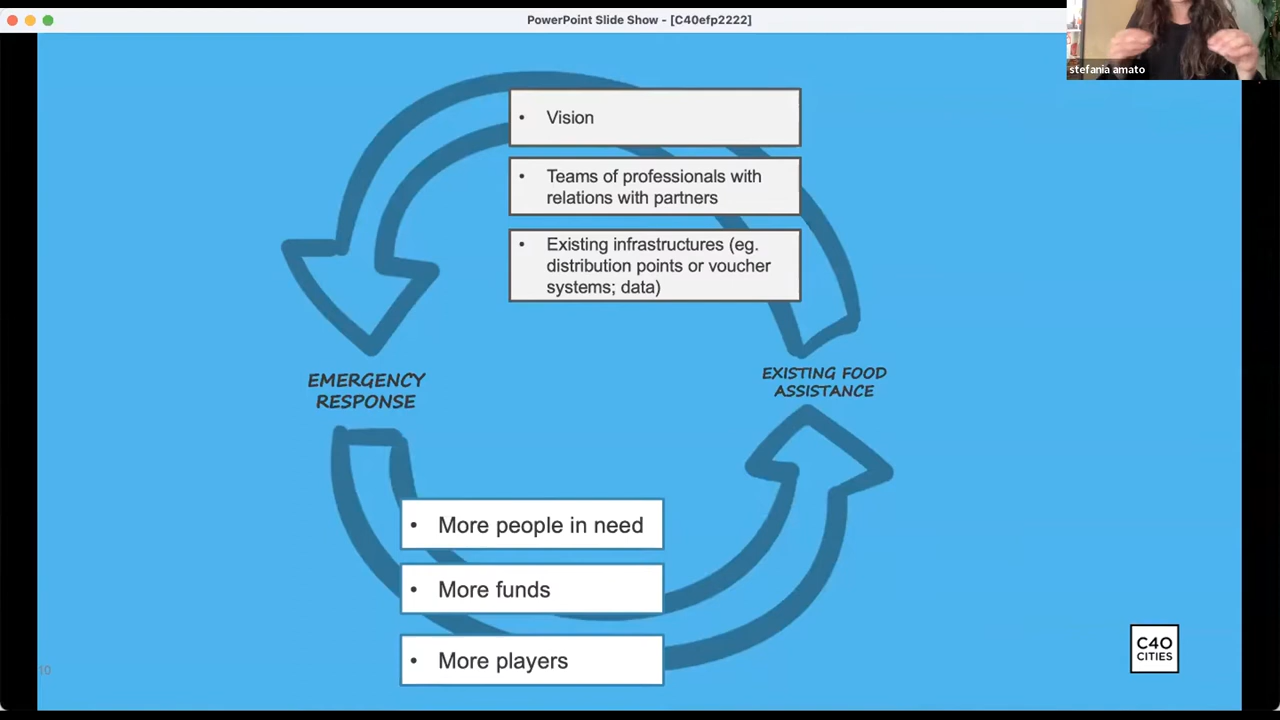 PowerPoint Slide Show - [C40efp2222]
stefania amato
• Vision
• Teams of professionals with
relations with partners
• Existing infrastructures (eg.
distribution points or voucher
systems; data)
EMERGENCY
RESPONSE
EXISTING FOOD
ASSISTANCE
• More people in need
• More funds
• More players
10
C40
CITIES